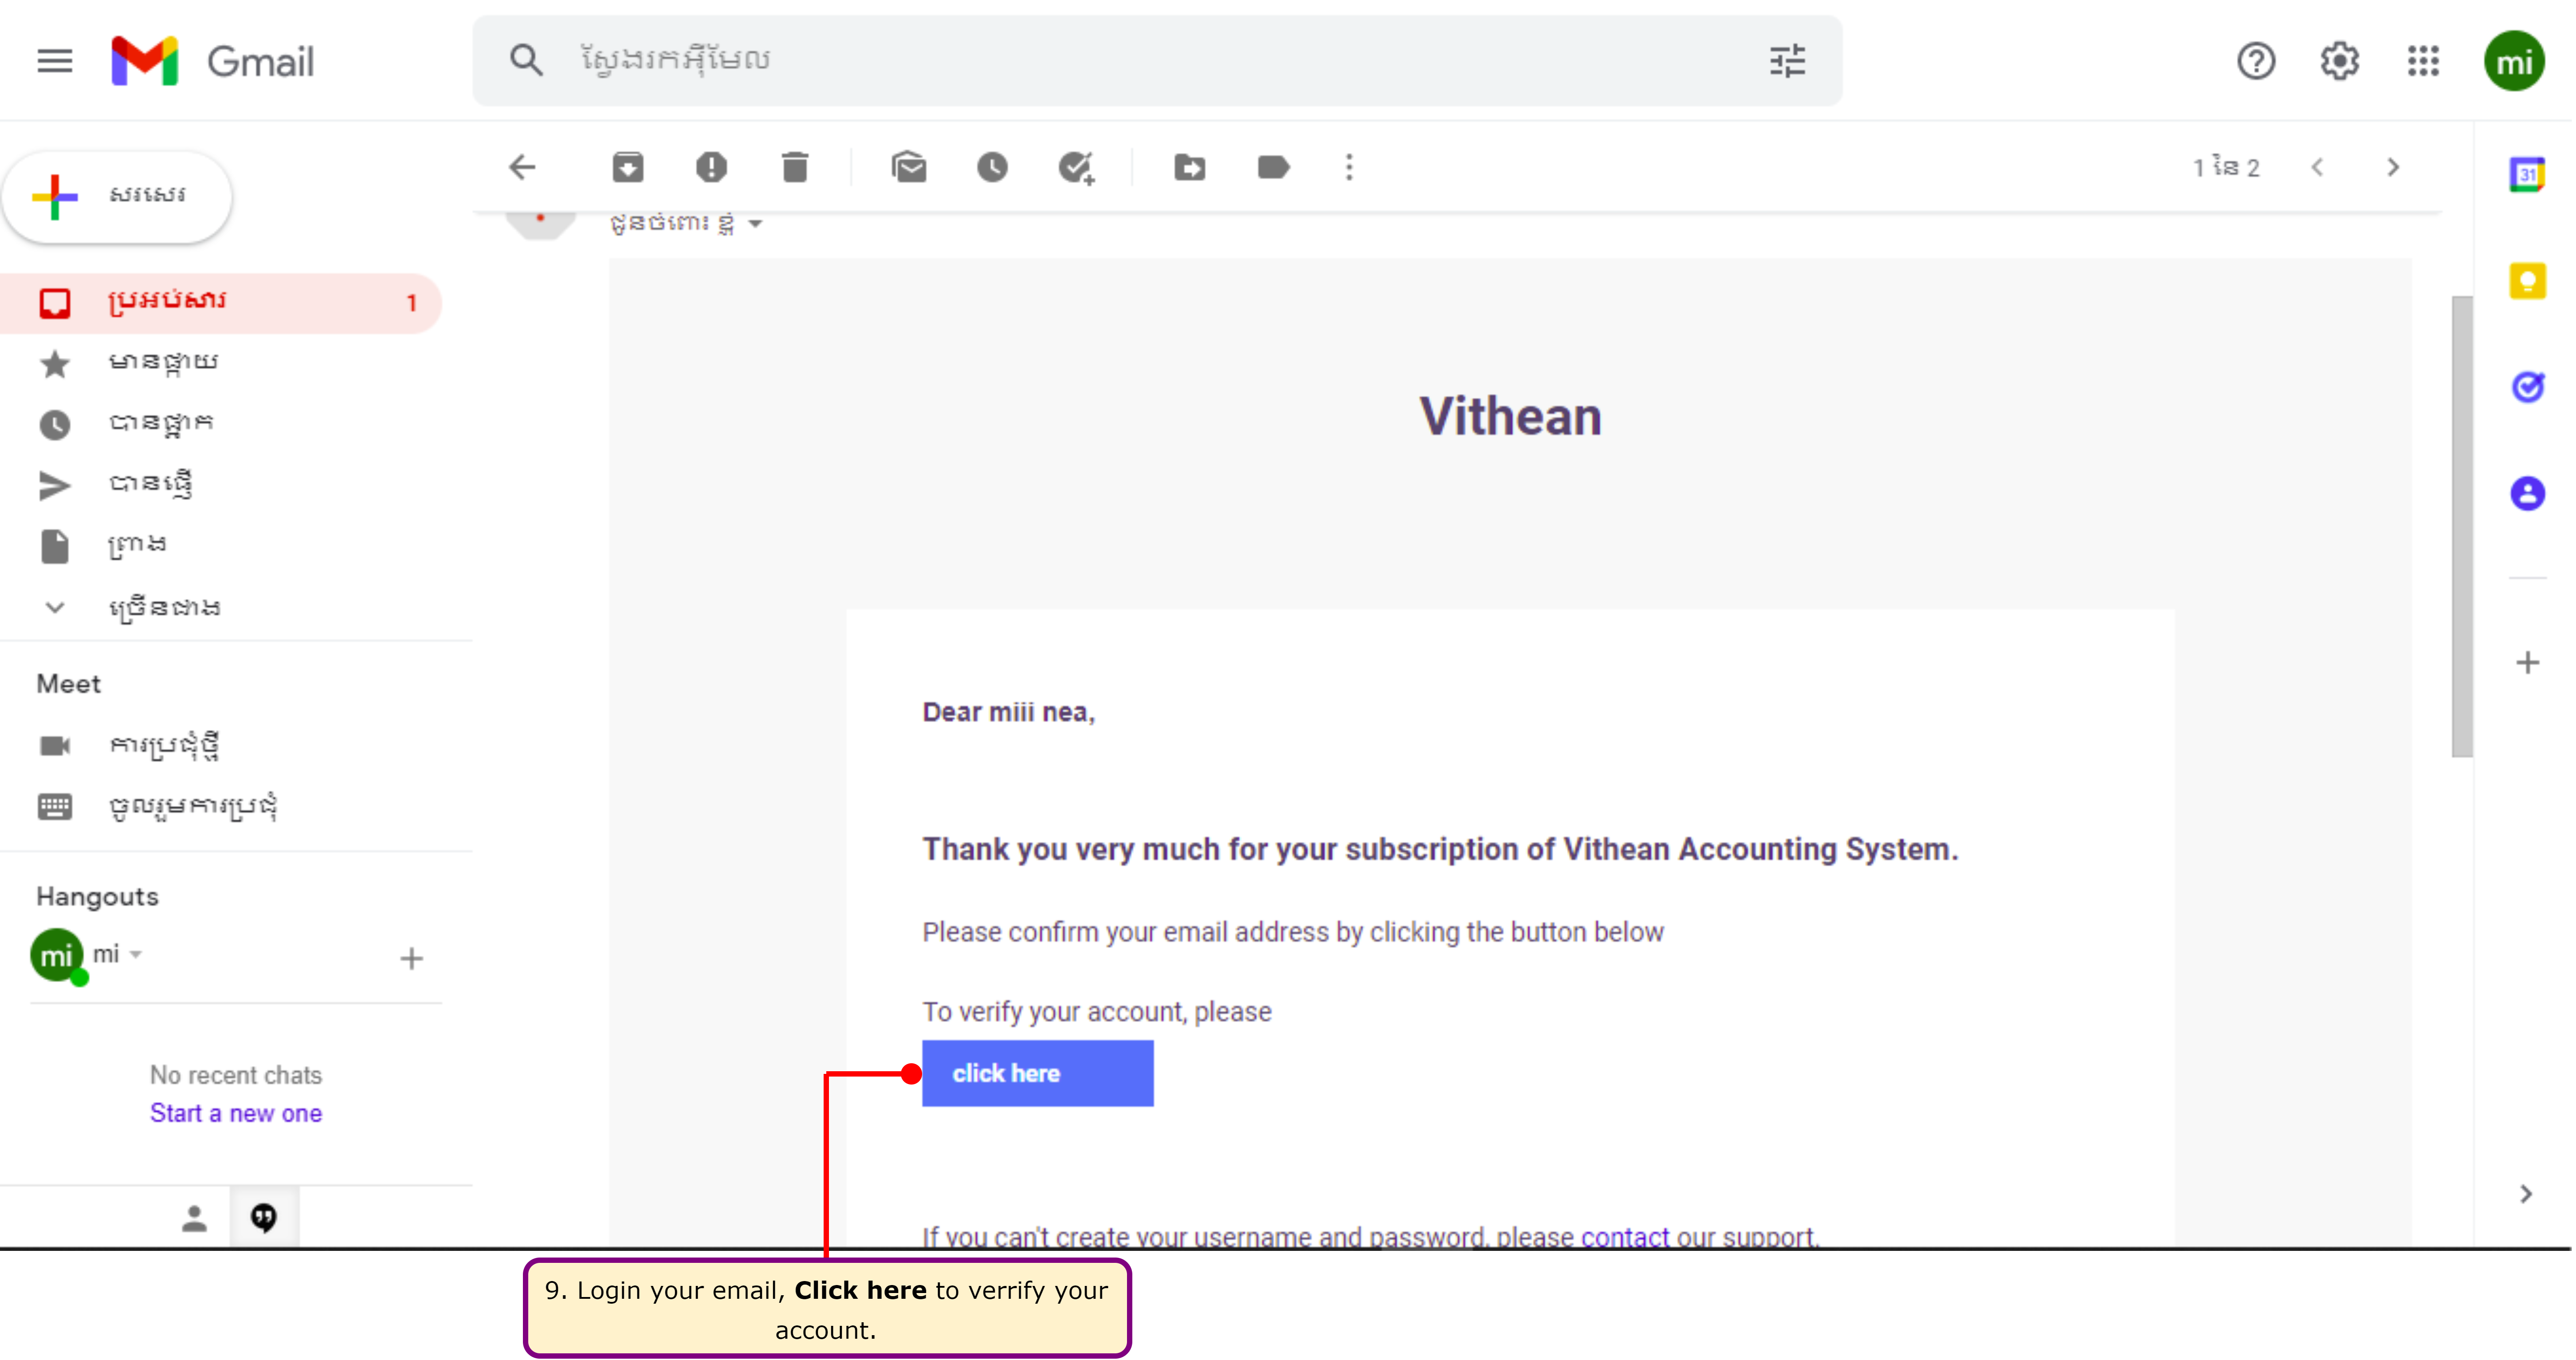 Gmail
ស្វែងរកអ៊ីមែល
mi
សរសេរ
1 នៃ 2
31
ជូនចំពោះ ខ្ញុំ
ប្រអប់សារ 1
មានផ្កាយ
បានផ្អាក
បានផ្ញើ
ព្រាង
ច្រើនជាង
Meet
ការប្រជុំថ្មី
ចូលរួមការប្រជុំ
Hangouts
mi mi
No recent chats
Start a new one
Vithean
Dear miii nea,
Thank you very much for your subscription of Vithean Accounting System.
Please confirm your email address by clicking the button below
To verify your account, please
click here
If you can't create your username and password, please contact our support.
9. Login your email, Click here to verrify your
account.